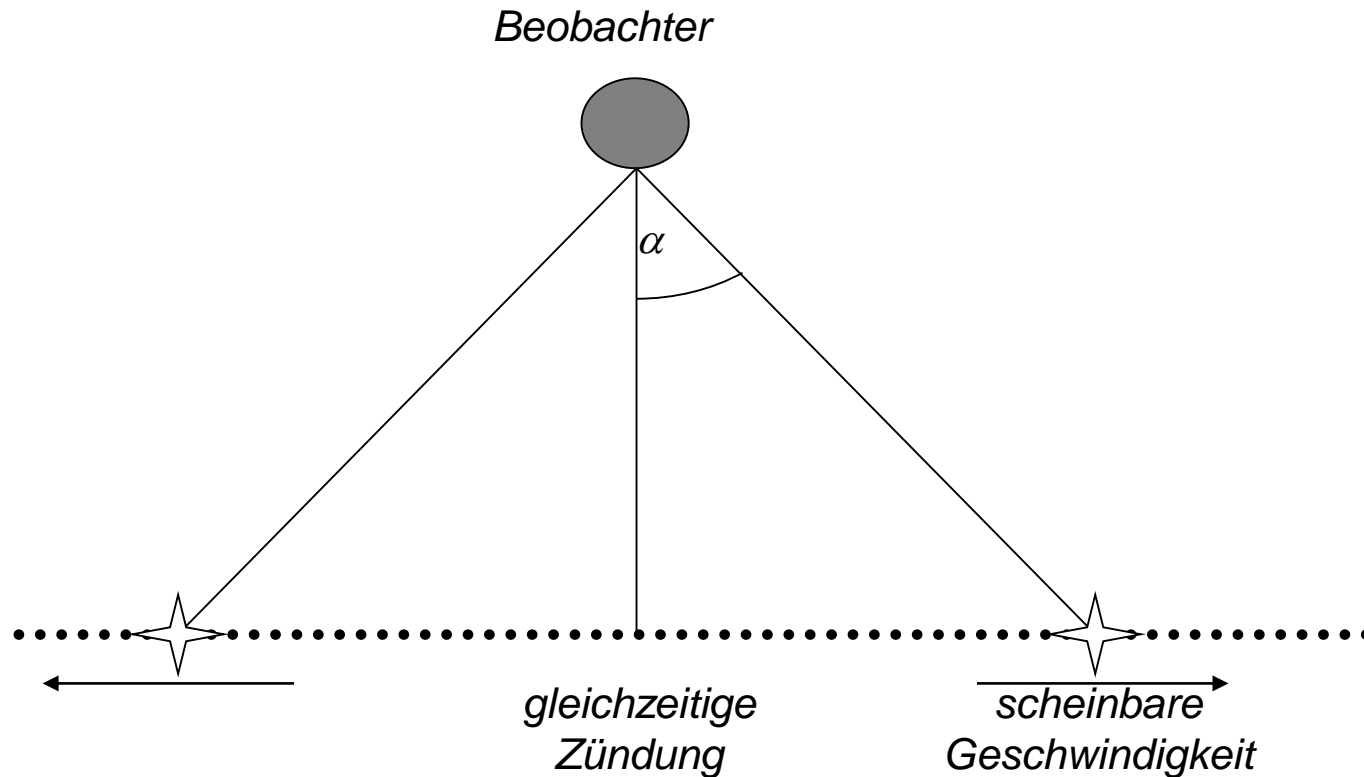 Beobachter
α
gleichzeitige
Zündung
scheinbare
Geschwindigkeit